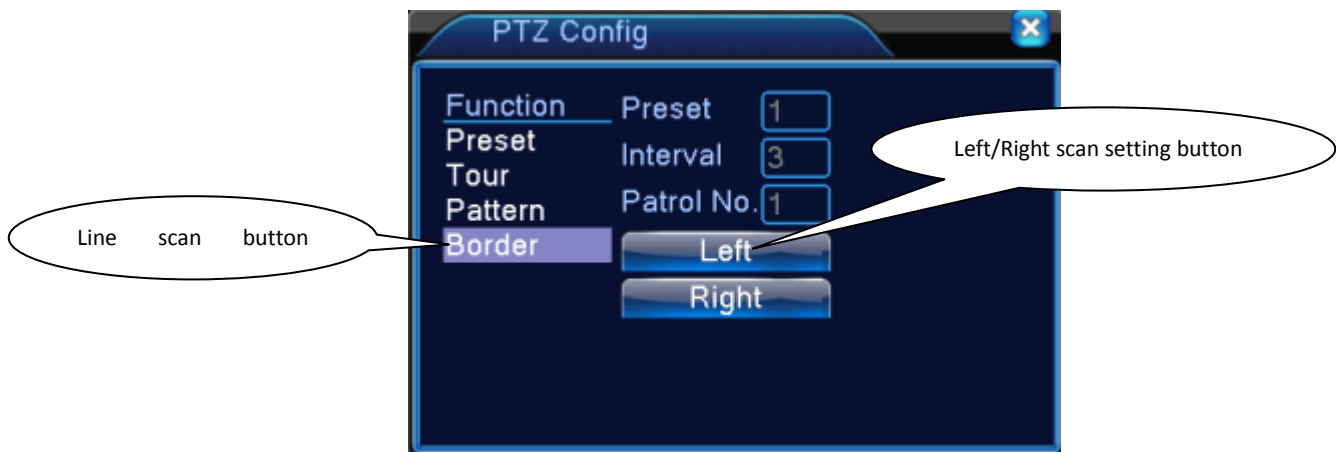 PTZ Config
Function
Preset
Tour
Pattern
Border
Preset 1
Interval 3
Patrol No. 1
Left
Right
Line scan button
Left/Right scan setting button